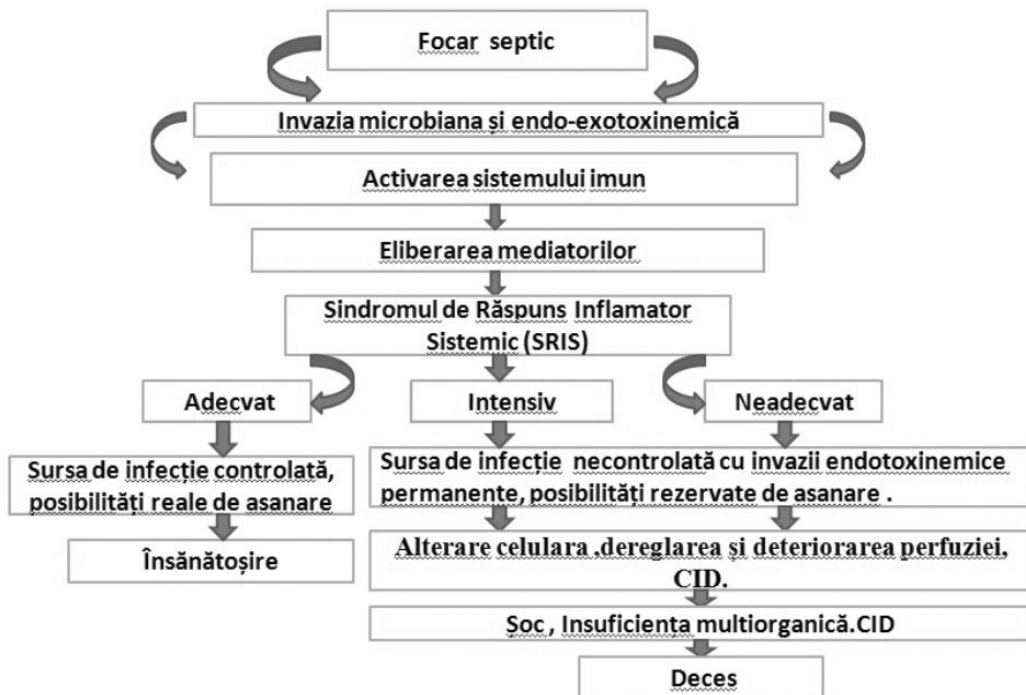 Focar septic
Invazia microbiana și endo-exotoxinemică
Activarea sistemului imun
Eliberarea mediatorilor
Sindromul de Răspuns Inflamator
Sistemic (SRIS)
Adecvat
Intensiv
Neadecvat
Sursa de infecție controlată,
posibilități reale de asanare
Sursa de infecție necontrolată cu invazii endotoxinemice
permanente, posibilități rezervate de asanare .
Însănătoșire
Alterare celulara ,dereglarea și deteriorarea perfuziei,
CID.
Șoc , Insuficiența multiorganică.CID
Deces